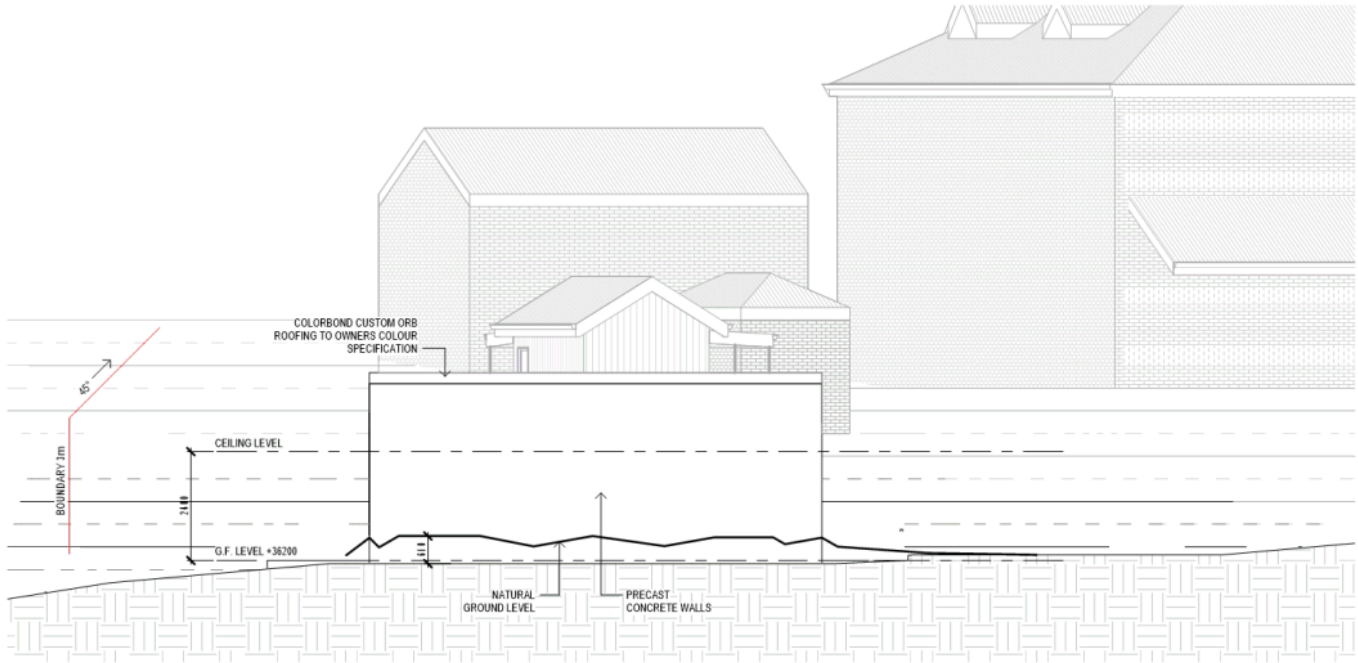 COLORBOND CUSTOM ORB
ROOFING TO OWNERS COLOUR
SPECIFICATION
45°
CEILING LEVEL
BOUNDARY 3m
2400
G.F. LEVEL +36200
610
NATURAL
GROUND LEVEL
PRECAST
CONCRETE WALLS